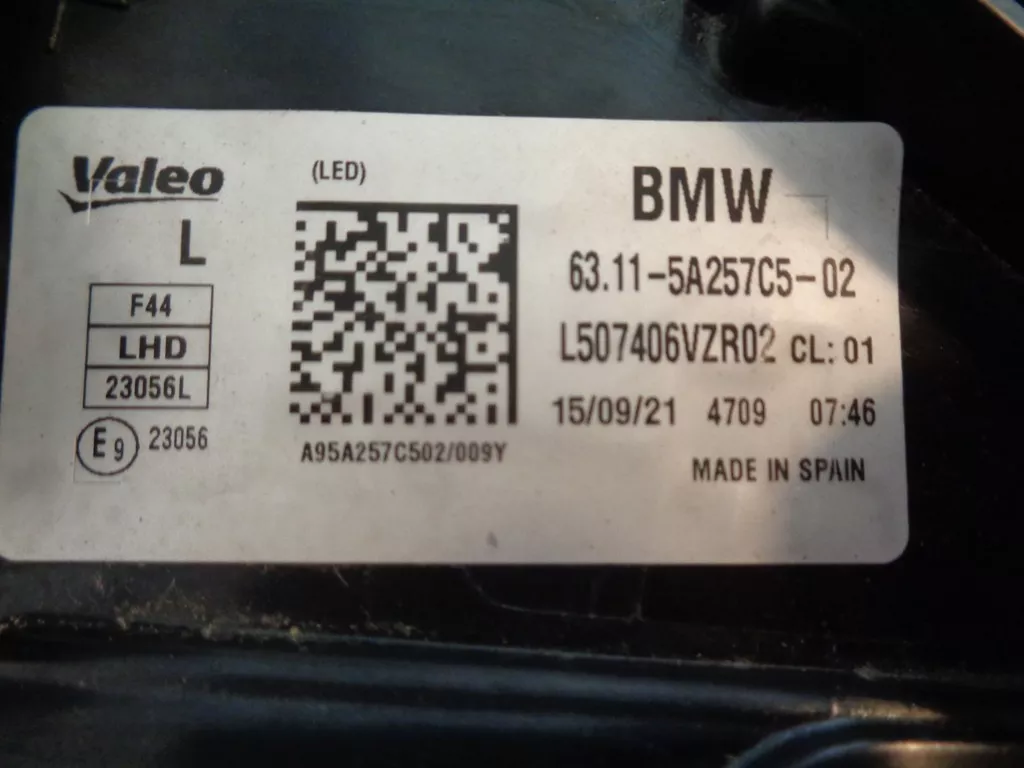 Valeo
L
F44
LHD
23056L
E9 23056
(LED)
A95A257C502/009Y
BMW
63.11-5A257C5-02
L507406VZR02 CL: 01
15/09/21 4709 07:46
MADE IN SPAIN